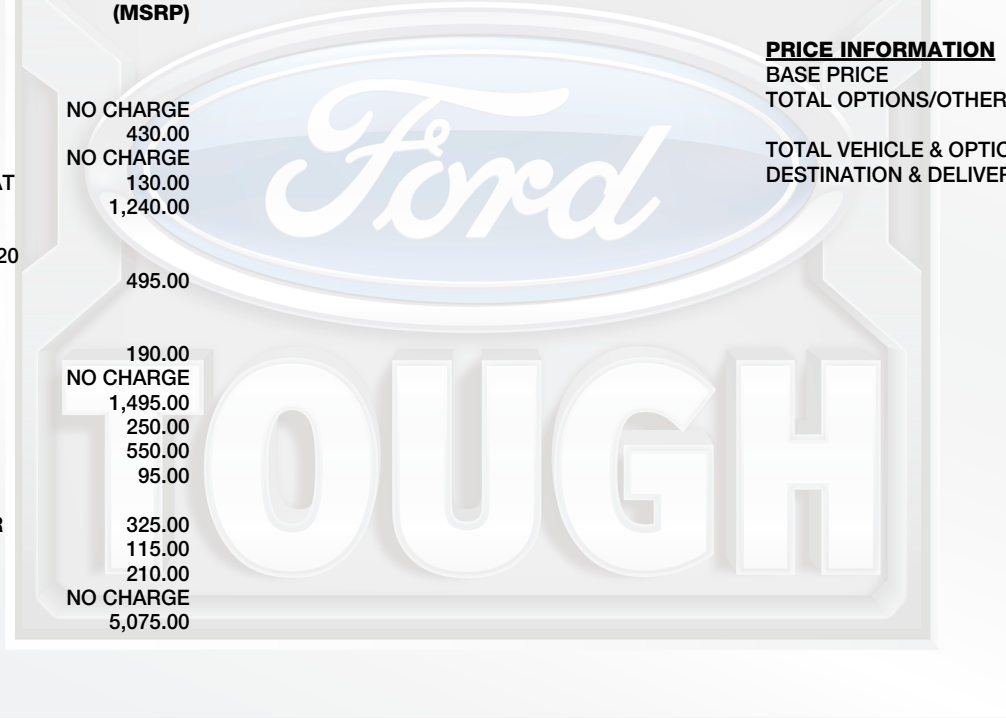 (MSRP)
NO CHARGE
430.00
NO CHARGE
AT 130.00
1,240.00
20
495.00
190.00
NO CHARGE
1,495.00
250.00
550.00
95.00
R 325.00
115.00
210.00
NO CHARGE
5,075.00
PRICE INFORMATION
BASE PRICE
TOTAL OPTIONS/OTHER
TOTAL VEHICLE & OPTIO
DESTINATION & DELIVER
Ford
TOUGH